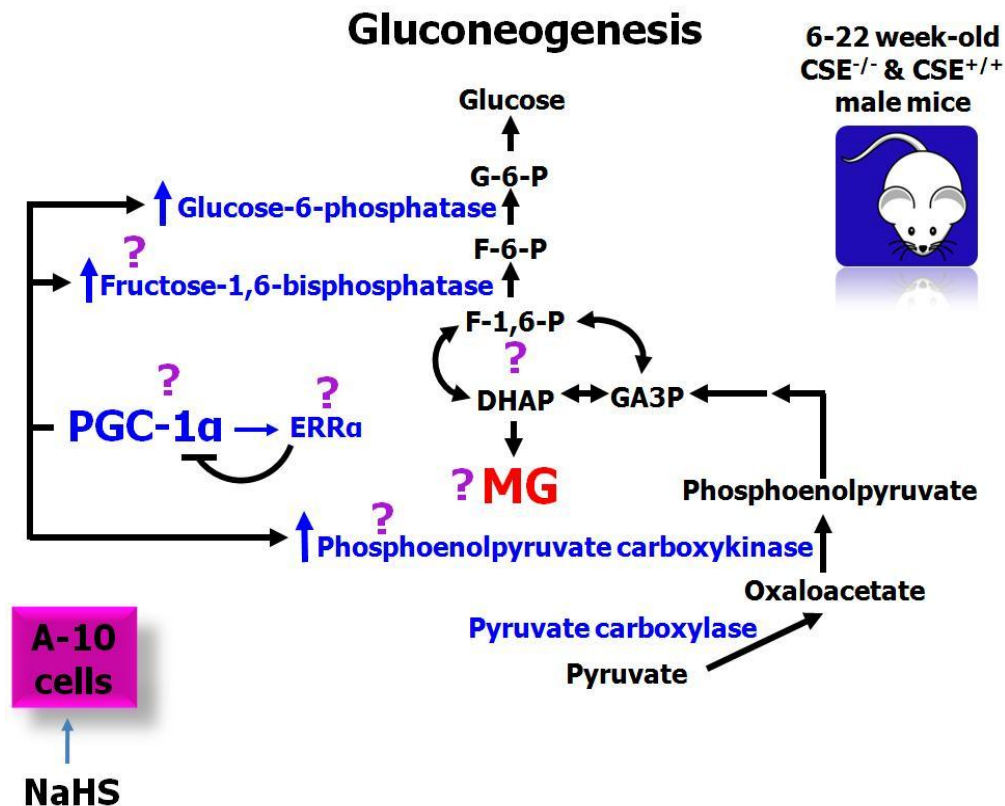 Gluconeogenesis
6-22 week-old
CSE-/- & CSE+/+
male mice
Glucose
G-6-P
Glucose-6-phosphatase
?
F-6-P
Fructose-1,6-bisphosphatase
F-1,6-P
?
?
?
DHAP
GA3P
PGC-1α
ERRα
?
MG
Phosphoenolpyruvate
?
Phosphoenolpyruvate carboxykinase
Oxaloacetate
Pyruvate carboxylase
Pyruvate
A-10
cells
NaHS